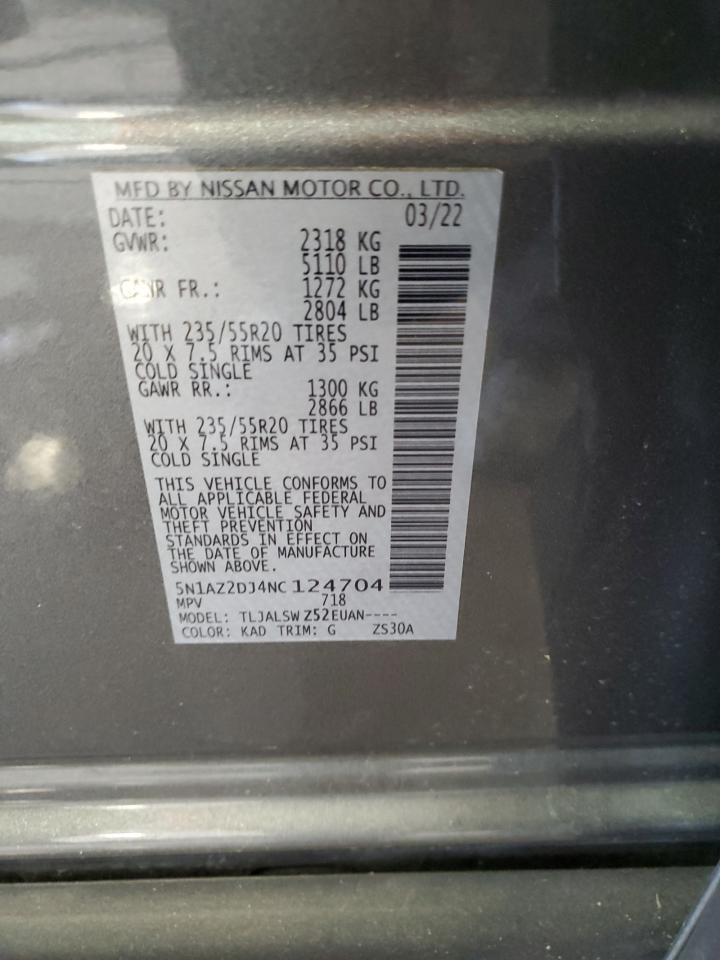 MFD BY NISSAN MOTOR CO., LTD.
DATE: 03/22
GVWR: 2318 KG
5110 LB
GAWR FR.: 1272 KG
2804 LB
WITH 235/55R20 TIRES
20 X 7.5 RIMS AT 35 PSI
COLD SINGLE
GAWR RR.: 1300 KG
2866 LB
WITH 235/55R20 TIRES
20 X 7.5 RIMS AT 35 PSI
COLD SINGLE
THIS VEHICLE CONFORMS TO
ALL APPLICABLE FEDERAL
MOTOR VEHICLE SAFETY AND
THEFT PREVENTION
STANDARDS IN EFFECT ON
THE DATE OF MANUFACTURE
SHOWN ABOVE.
5N1AZ2DJ4NC 124704
MPV 718
MODEL: TLJALSW Z52EUAN----
COLOR: KAD TRIM: G ZS30A